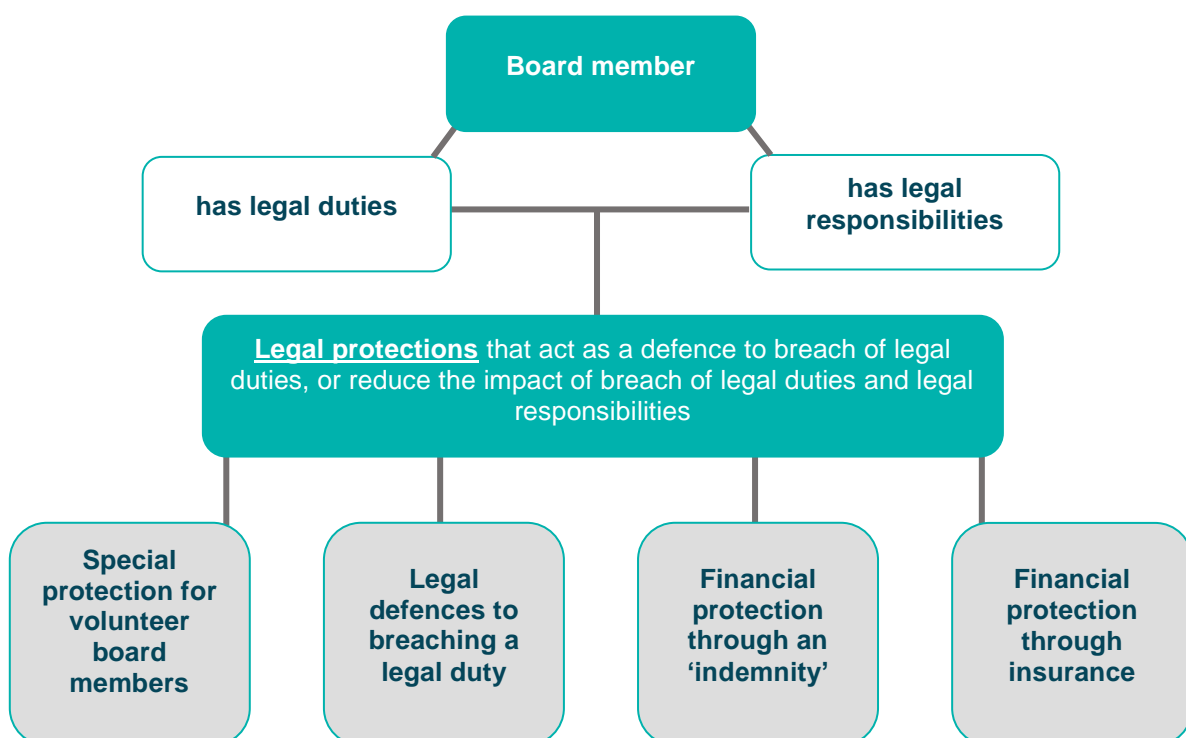 Board member
has legal duties
has legal
responsibilities
Legal protections that act as a defence to breach of legal
duties, or reduce the impact of breach of legal duties and legal
responsibilities
Special
protection for
volunteer
board
members
Legal
defences to
breaching a
legal duty
Financial
protection
through an
‘indemnity’
Financial
protection
through
insurance